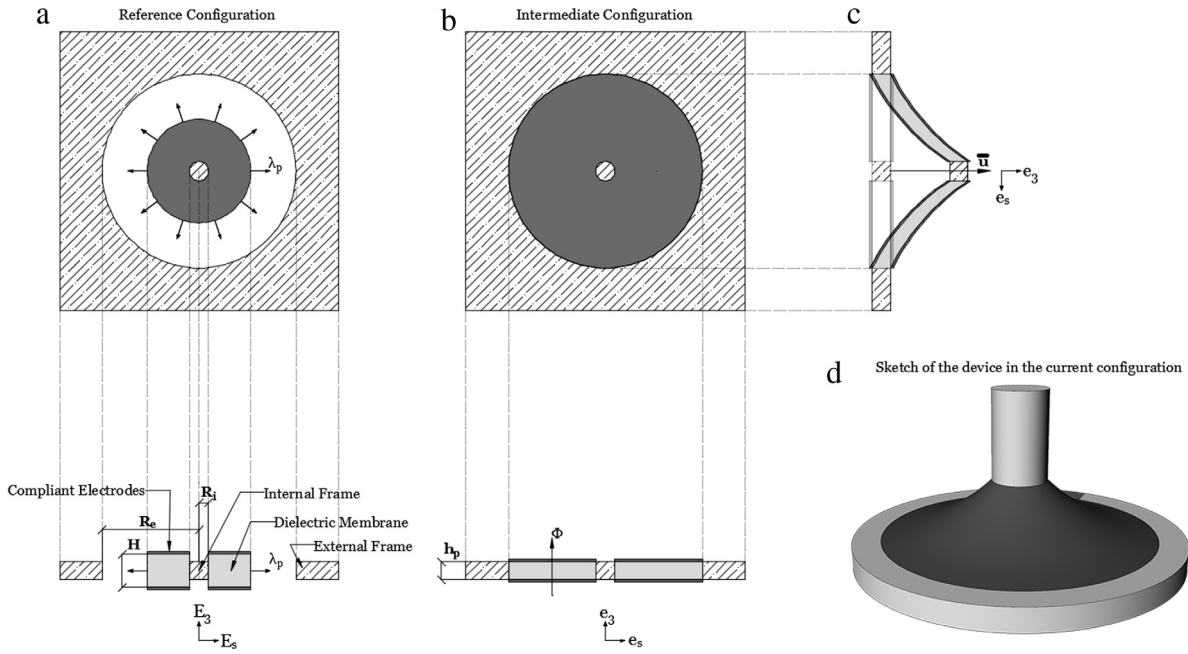 a
Reference Configuration
b
Intermediate Configuration
c
λp
ū
e3
es
d
Sketch of the device in the current configuration
Compliant Electrodes
Ri
Internal Frame
Re
Dielectric Membrane
H
External Frame
λp
E3
Es
hp
Φ
e3
es